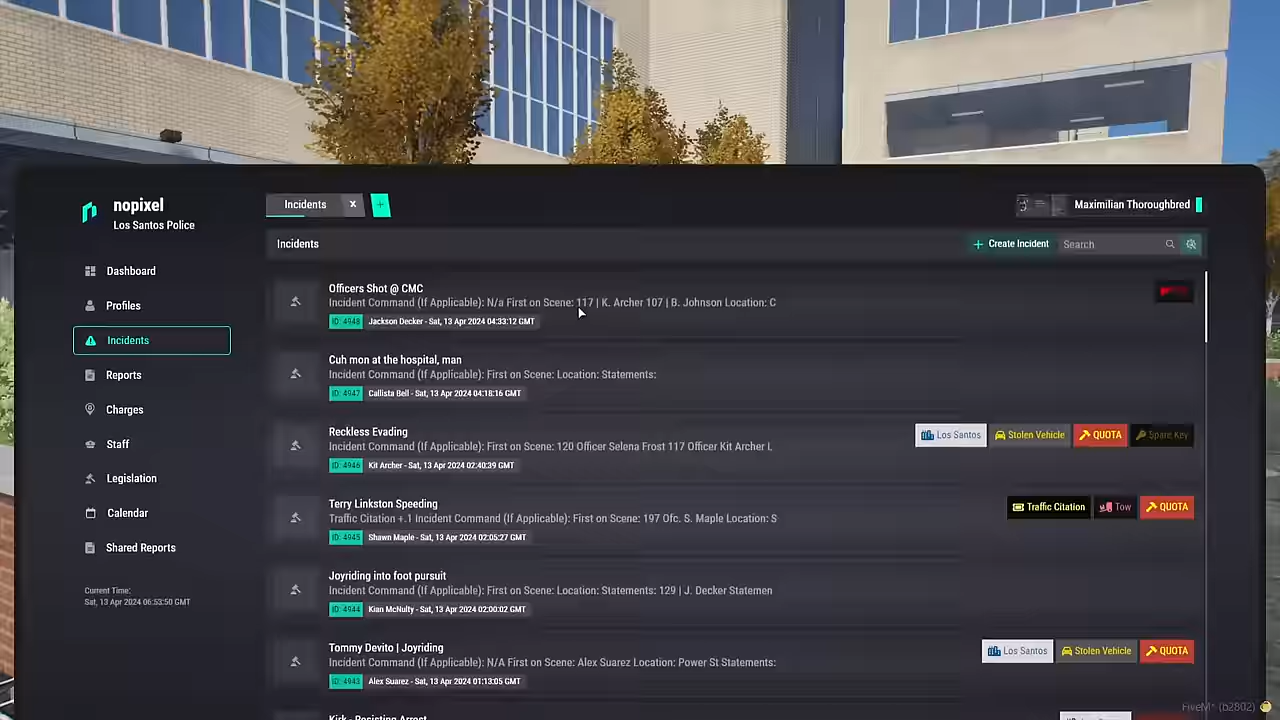 nopixel
Los Santos Police
Dashboard
Profiles
Incidents
Reports
Charges
Staff
Legislation
Calendar
Shared Reports
Current Time:
Sat, 13 Apr 2024 06:53:50 GMT
Incidents x +
Maximilian Thoroughbred
Incidents
+ Create Incident
Search
Officers Shot @ CMC
Incident Command (If Applicable): N/a First on Scene: 117 | K. Archer 107 | B. Johnson Location: C
ID: 4948 Jackson Decker - Sat, 13 Apr 2024 04:33:12 GMT
Cuh mon at the hospital, man
Incident Command (If Applicable): First on Scene: Location: Statements:
ID: 4947 Callista Bell - Sat, 13 Apr 2024 04:18:16 GMT
Reckless Evading
Incident Command (If Applicable): First on Scene: 120 Officer Selena Frost 117 Officer Kit Archer L
ID: 4946 Kit Archer - Sat, 13 Apr 2024 02:40:39 GMT
Los Santos Stolen Vehicle QUOTA Spare Key
Terry Linkston Speeding
Traffic Citation +.1 Incident Command (If Applicable): First on Scene: 197 Ofc. S. Maple Location: S
ID: 4945 Shawn Maple - Sat, 13 Apr 2024 02:05:27 GMT
Traffic Citation Tow QUOTA
Joyriding into foot pursuit
Incident Command (If Applicable): First on Scene: Location: Statements: 129 | J. Decker Statemen
ID: 4944 Kian McNulty - Sat, 13 Apr 2024 02:00:02 GMT
Tommy Devito | Joyriding
Incident Command (If Applicable): N/A First on Scene: Alex Suarez Location: Power St Statements:
ID: 4943 Alex Suarez - Sat, 13 Apr 2024 01:13:05 GMT
Los Santos Stolen Vehicle QUOTA
Kirk - Resisting Arrest
FiveM* (b2802)